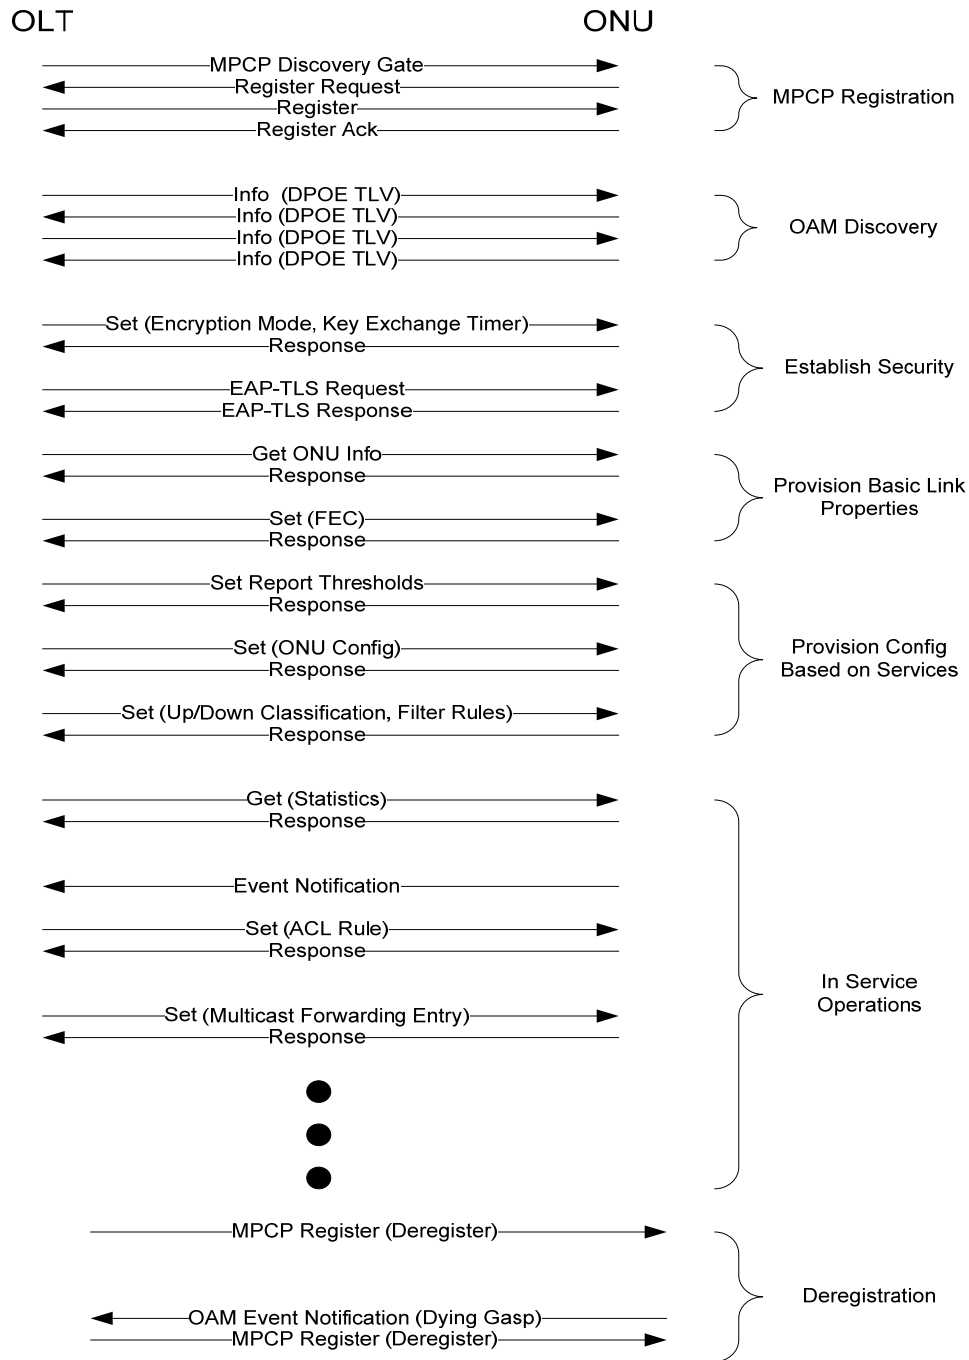 OLT
ONU
MPCP Discovery Gate
Register Request
Register
Register Ack
MPCP Registration
Info (DPOE TLV)
Info (DPOE TLV)
Info (DPOE TLV)
Info (DPOE TLV)
OAM Discovery
Set (Encryption Mode, Key Exchange Timer)
Response
EAP-TLS Request
EAP-TLS Response
Establish Security
Get ONU Info
Response
Set (FEC)
Response
Provision Basic Link
Properties
Set Report Thresholds
Response
Set (ONU Config)
Response
Set (Up/Down Classification, Filter Rules)
Response
Provision Config
Based on Services
Get (Statistics)
Response
Event Notification
Set (ACL Rule)
Response
Set (Multicast Forwarding Entry)
Response
In Service
Operations
MPCP Register (Deregister)
OAM Event Notification (Dying Gasp)
MPCP Register (Deregister)
Deregistration